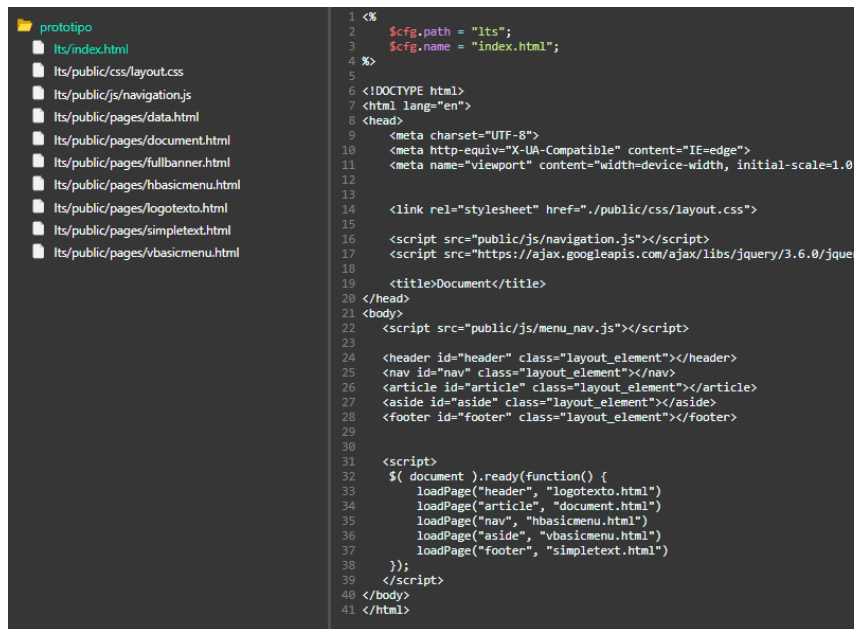 prototipo
lts/index.html
lts/public/css/layout.css
lts/public/js/navigation.js
lts/public/pages/data.html
lts/public/pages/document.html
lts/public/pages/fullbanner.html
lts/public/pages/hbasicmenu.html
lts/public/pages/logotexto.html
lts/public/pages/simpletext.html
lts/public/pages/vbasicmenu.html
1 <%
2 $cfg.path = "lts";
3 $cfg.name = "index.html";
4 %>
5
6 <!DOCTYPE html>
7 <html lang="en">
8 <head>
9 <meta charset="UTF-8">
10 <meta http-equiv="X-UA-Compatible" content="IE=edge">
11 <meta name="viewport" content="width=device-width, initial-scale=1.0
12
13
14 <link rel="stylesheet" href="./public/css/layout.css">
15
16 <script src="public/js/navigation.js"></script>
17 <script src="https://ajax.googleapis.com/ajax/libs/jquery/3.6.0/jque
18
19 <title>Document</title>
20 </head>
21 <body>
22 <script src="public/js/menu_nav.js"></script>
23
24 <header id="header" class="layout_element"></header>
25 <nav id="nav" class="layout_element"></nav>
26 <article id="article" class="layout_element"></article>
27 <aside id="aside" class="layout_element"></aside>
28 <footer id="footer" class="layout_element"></footer>
29
30
31 <script>
32 $( document ).ready(function() {
33 loadPage("header", "logotexto.html")
34 loadPage("article", "document.html")
35 loadPage("nav", "hbasicmenu.html")
36 loadPage("aside", "vbasicmenu.html")
37 loadPage("footer", "simpletext.html")
38 });
39 </script>
40 </body>
41 </html>